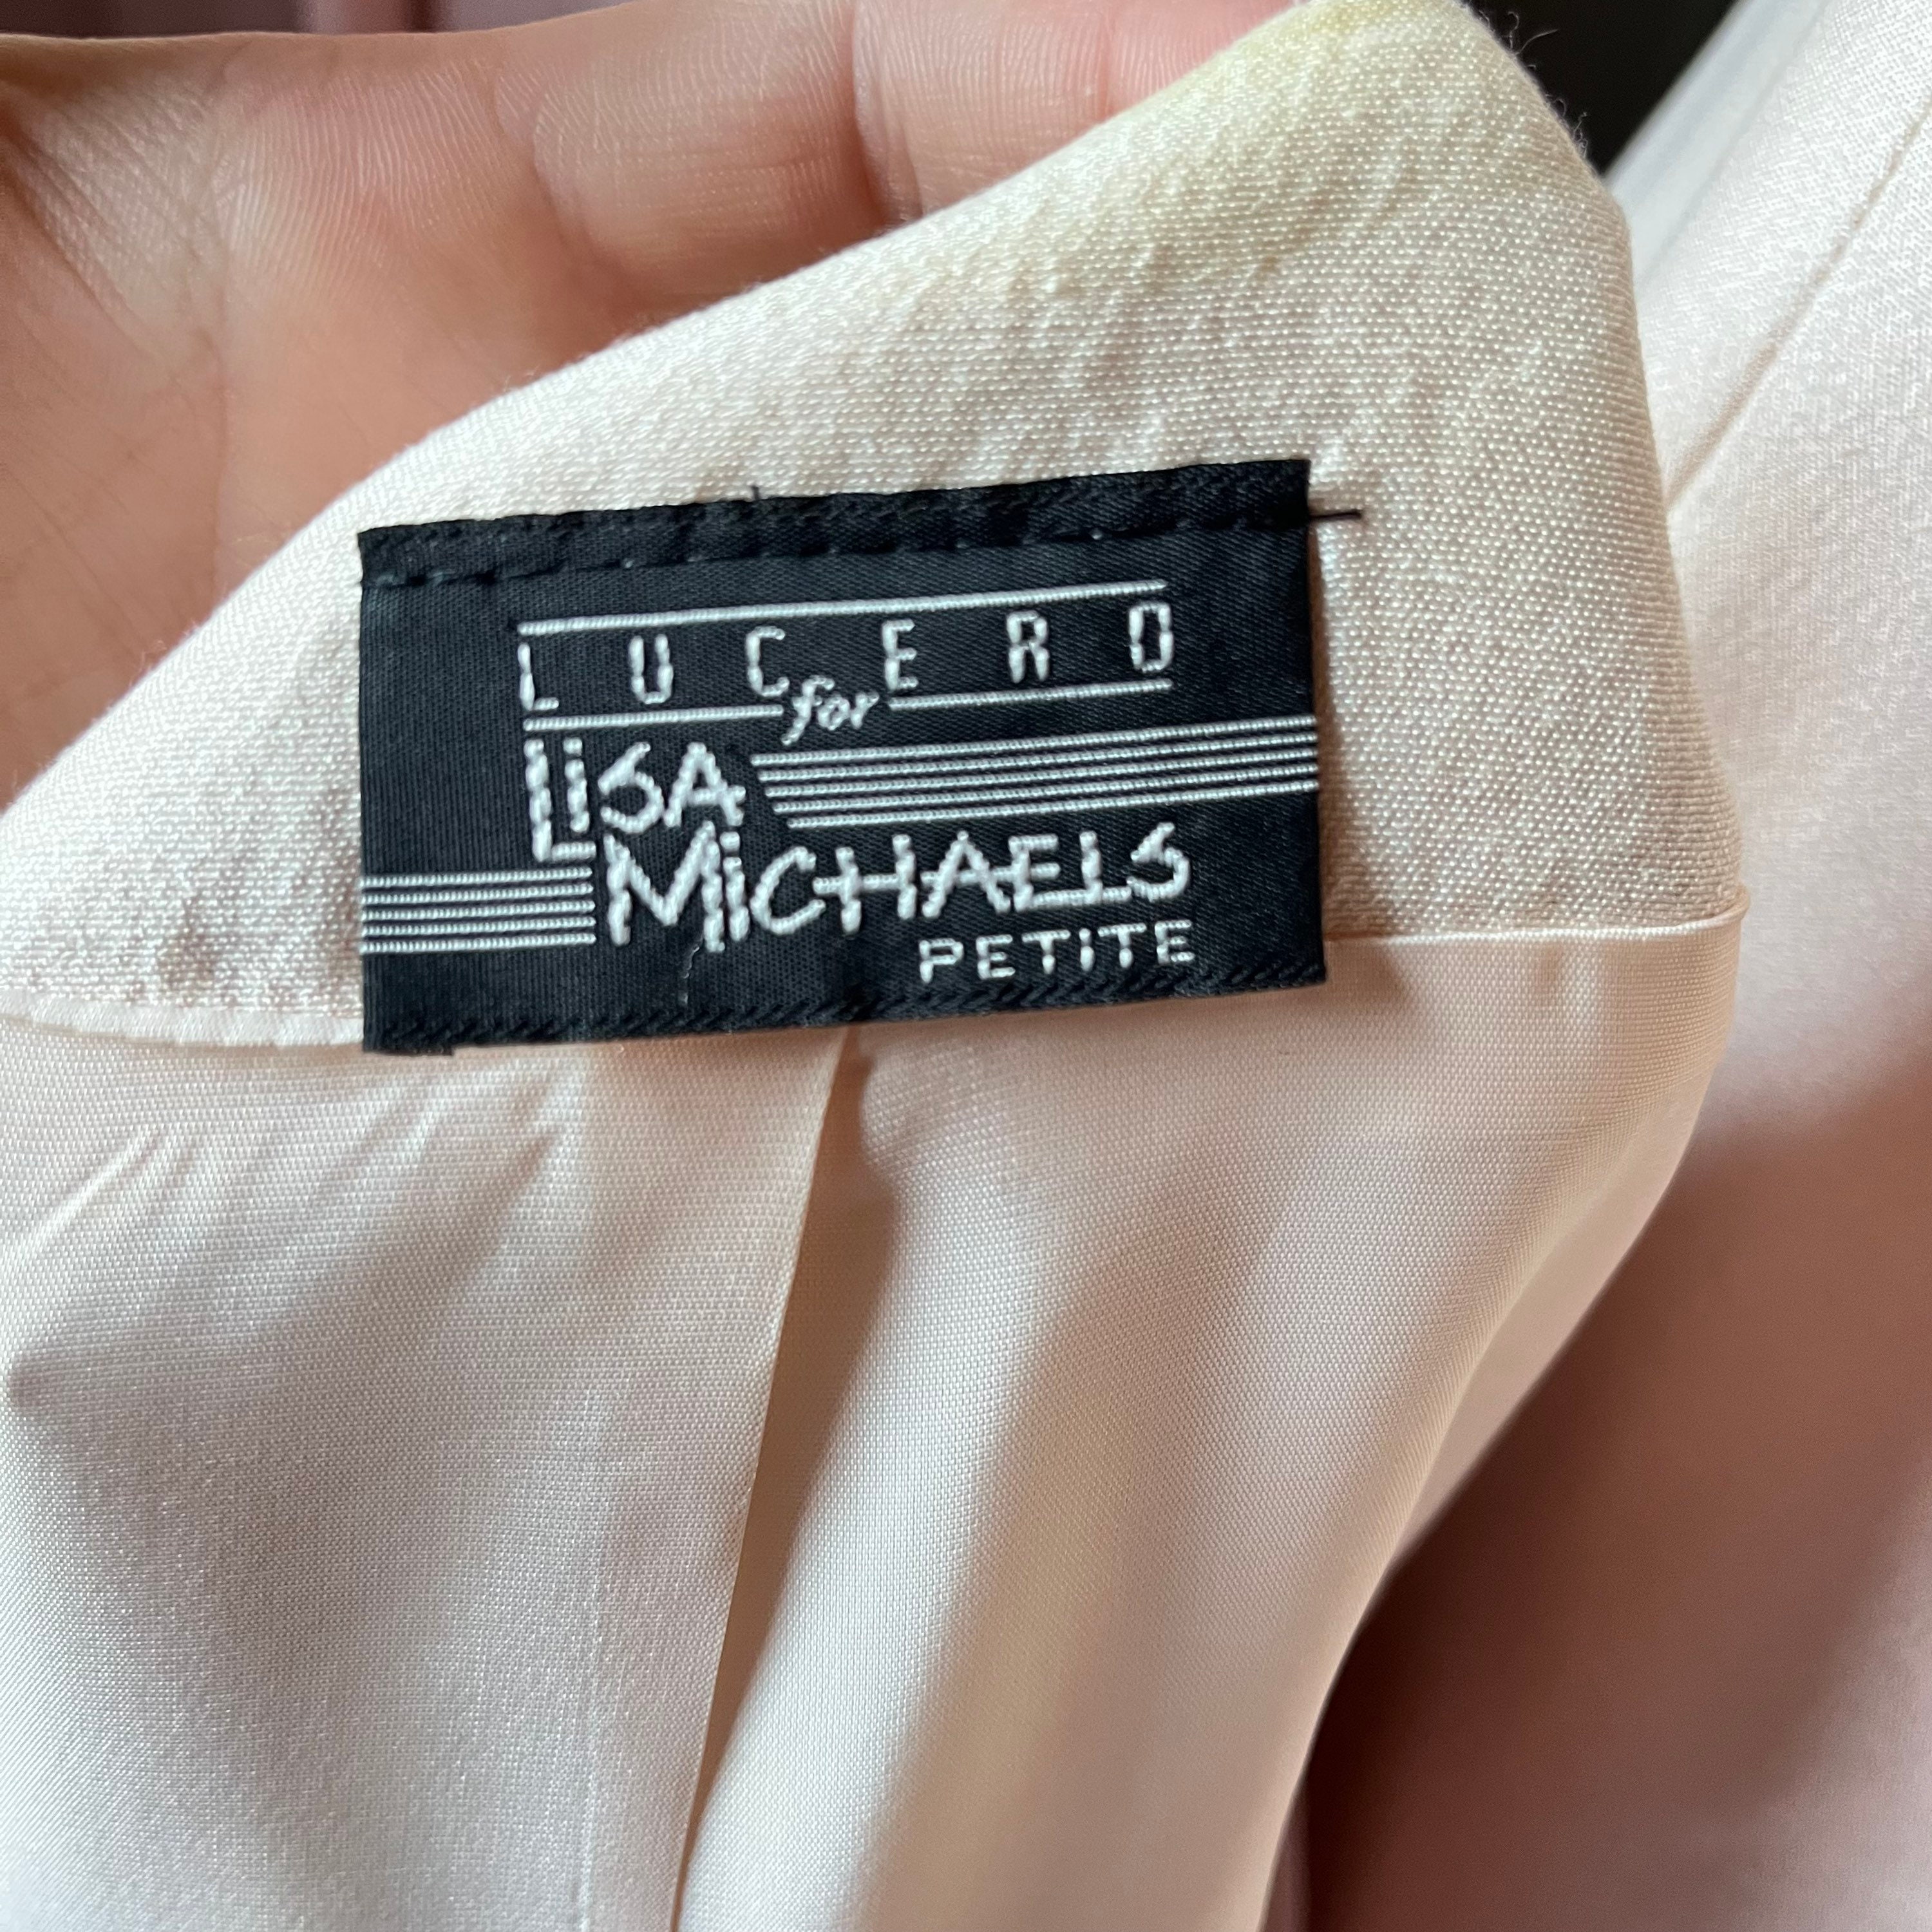 LUCERO
for
LiSA
MiCHAELS
PETITE